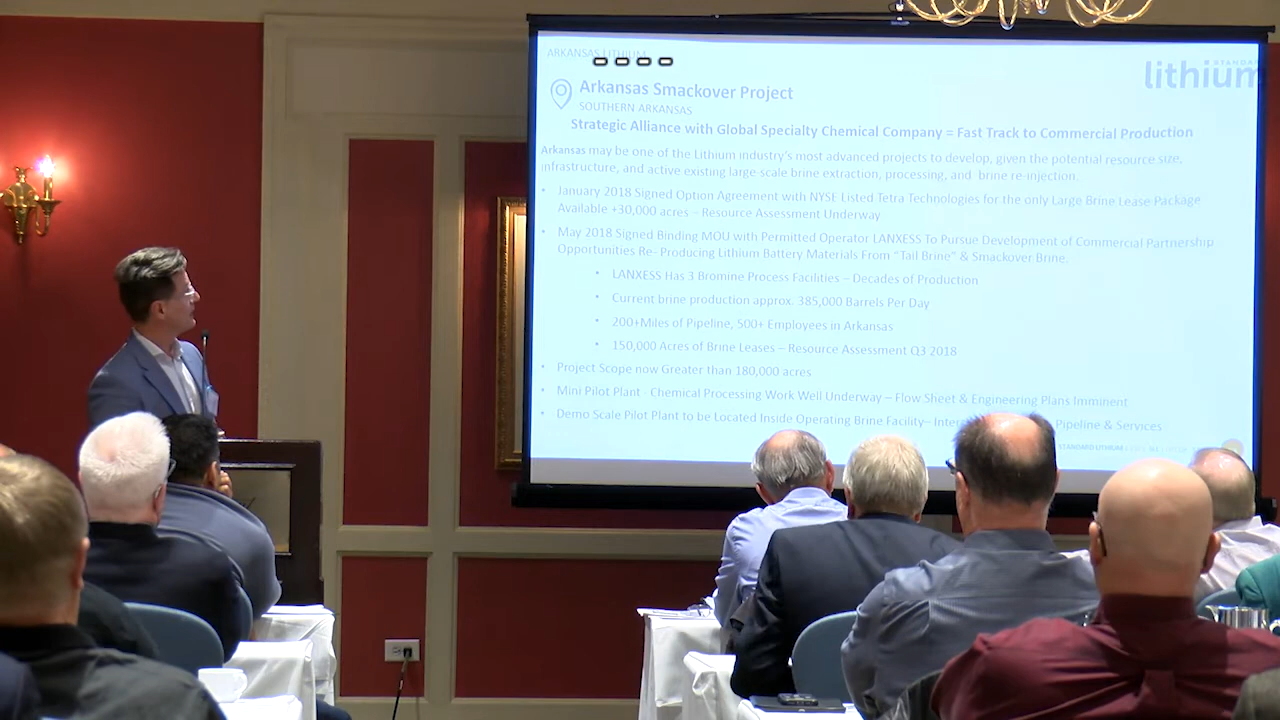 ARKANSAS LITHIUM
STANDARD
lithium
Arkansas Smackover Project
SOUTHERN ARKANSAS
Strategic Alliance with Global Specialty Chemical Company = Fast Track to Commercial Production
Arkansas may be one of the Lithium industry's most advanced projects to develop, given the potential resource size,
infrastructure, and active existing large-scale brine extraction, processing, and brine re-injection.
• January 2018 Signed Option Agreement with NYSE Listed Tetra Technologies for the only Large Brine Lease Package
Available +30,000 acres – Resource Assessment Underway
• May 2018 Signed Binding MOU with Permitted Operator LANXESS To Pursue Development of Commercial Partnership
Opportunities Re- Producing Lithium Battery Materials From "Tail Brine" & Smackover Brine.
• LANXESS Has 3 Bromine Process Facilities – Decades of Production
• Current brine production approx. 385,000 Barrels Per Day
• 200+Miles of Pipeline, 500+ Employees in Arkansas
• 150,000 Acres of Brine Leases – Resource Assessment Q3 2018
• Project Scope now Greater than 180,000 acres
• Mini Pilot Plant - Chemical Processing Work Well Underway – Flow Sheet & Engineering Plans Imminent
• Demo Scale Pilot Plant to be Located Inside Operating Brine Facility– Pipeline & Services
STANDARD LITHIUM